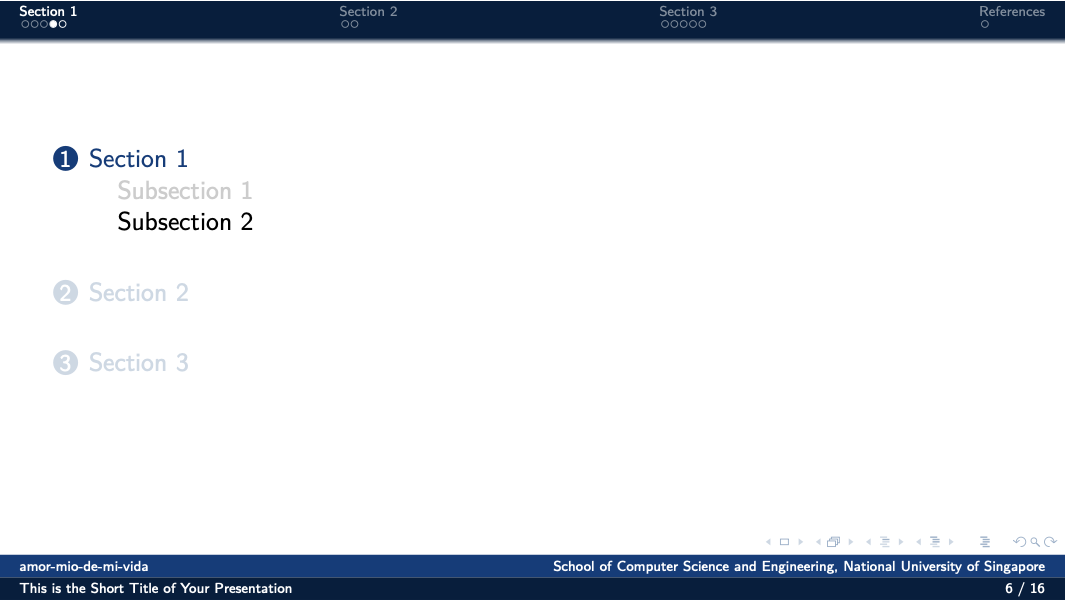 Section 1 Section 2 Section 3 References
1 Section 1
Subsection 1
Subsection 2
2 Section 2
3 Section 3
amor-mio-de-mi-vida School of Computer Science and Engineering, National University of Singapore
This is the Short Title of Your Presentation 6 / 16